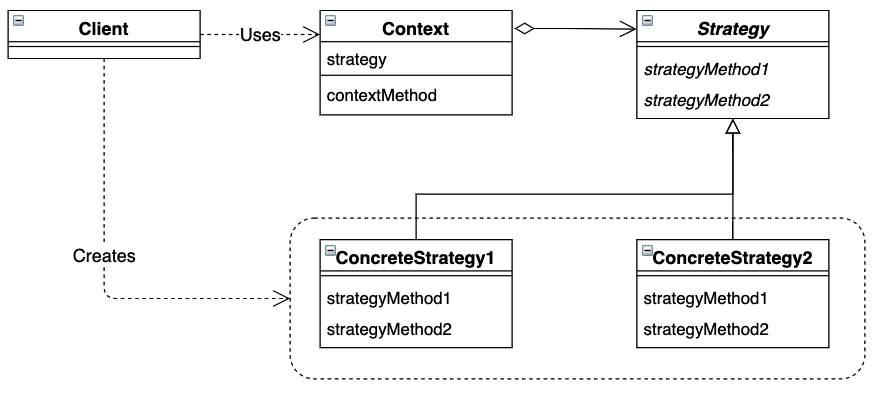 Client
Uses
Context
strategy
contextMethod
Strategy
strategyMethod1
strategyMethod2
Creates
ConcreteStrategy1
strategyMethod1
strategyMethod2
ConcreteStrategy2
strategyMethod1
strategyMethod2